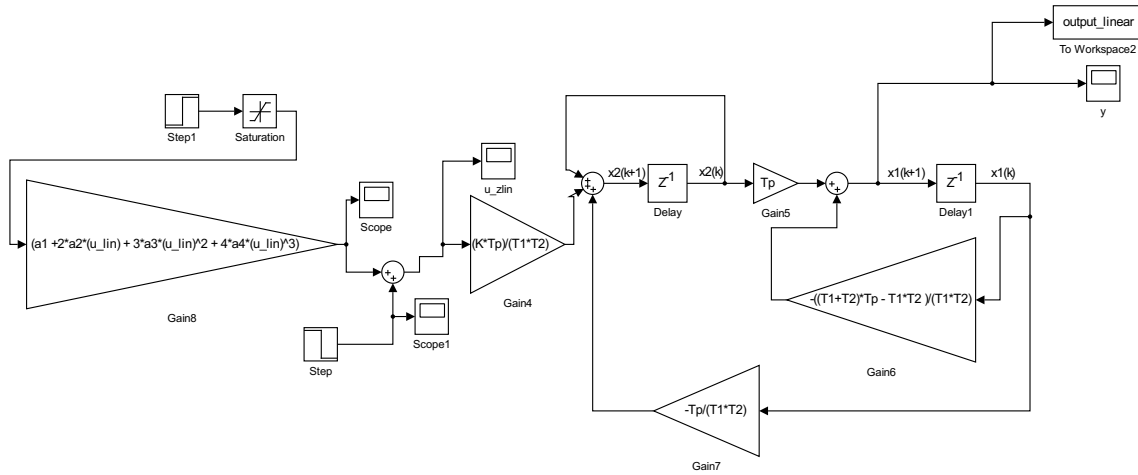 output_linear
To Workspace2
y
Step1
Saturation
(a1 +2*a2*(u_lin) + 3*a3*(u_lin)^2 + 4*a4*(u_lin)^3)
Gain8
Scope
Step
Scope1
u_zlin
(K*Tp)/(T1*T2)
Gain4
x2(k+1)
Z-1
Delay
x2(k)
Tp
Gain5
x1(k+1)
Z-1
Delay1
x1(k)
-((T1+T2)*Tp - T1*T2 )/(T1*T2)
Gain6
-Tp/(T1*T2)
Gain7